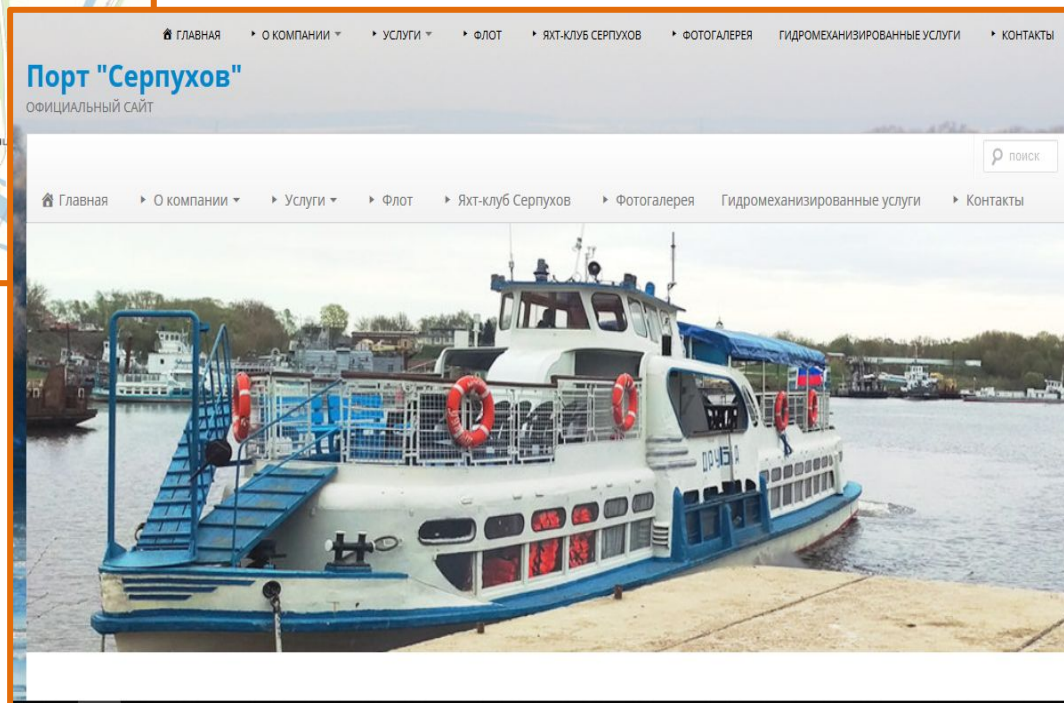 ГЛАВНАЯ О КОМПАНИИ УСЛУГИ ФЛОТ ЯХТ-КЛУБ СЕРПУХОВ ФОТОГАЛЕРЕЯ ГИДРОМЕХАНИЗИРОВАННЫЕ УСЛУГИ КОНТАКТЫ
Порт "Серпухов"
ОФИЦИАЛЬНЫЙ САЙТ
поиск
Главная О компании Услуги Флот Яхт-клуб Серпухов Фотогалерея Гидромеханизированные услуги Контакты